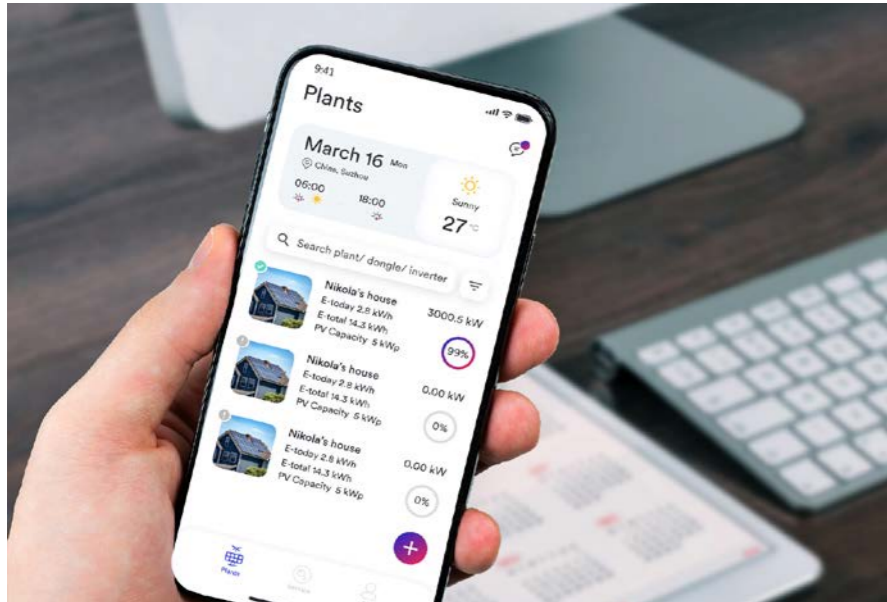 9:41
Plants
March 16 Mon
China, Suzhou
06:00 18:00
Sunny
27 °C
Search plant/ dongle/ inverter
Nikola's house
E-today 2.8 kWh
E-total 14.3 kWh
PV Capacity 5 kWp
3000.5 kW
99%
Nikola's house
E-today 2.8 kWh
E-total 14.3 kWh
PV Capacity 5 kWp
0.00 kW
0%
Nikola's house
E-today 2.8 kWh
E-total 14.3 kWh
PV Capacity 5 kWp
0.00 kW
0%
Plants